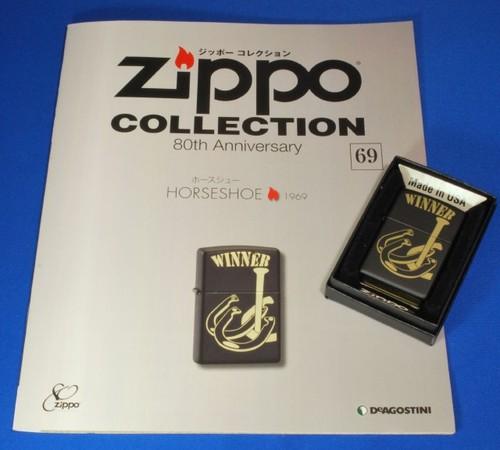 ジッポー コレクション
Zippo®
COLLECTION
80th Anniversary
69
ホースシュー
HORSESHOE 1969
WINNER
Zippo
DEAGOSTINI
Made in USA
WINNER
ZIPPO